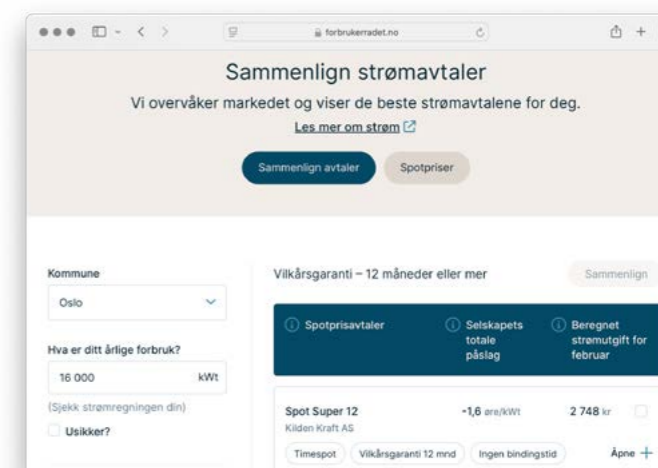 forbrukerradet.no
Sammenlign strømavtaler
Vi overvåker markedet og viser de beste strømavtalene for deg.
Les mer om strøm
Sammenlign avtaler
Spotpriser
Kommune
Oslo
Hva er ditt årlige forbruk?
16 000 kWt
(Sjekk strømregningen din)
Usikker?
Vilkårsgaranti – 12 måneder eller mer
Sammenlign
Spotprisavtaler
Selskapets
totale
påslag
Beregnet
strømutgift for
februar
Spot Super 12
-1,6 øre/kWt
2 748 kr
Kilden Kraft AS
Timespot
Vilkårsgaranti 12 mnd
Ingen bindingstid
Åpne